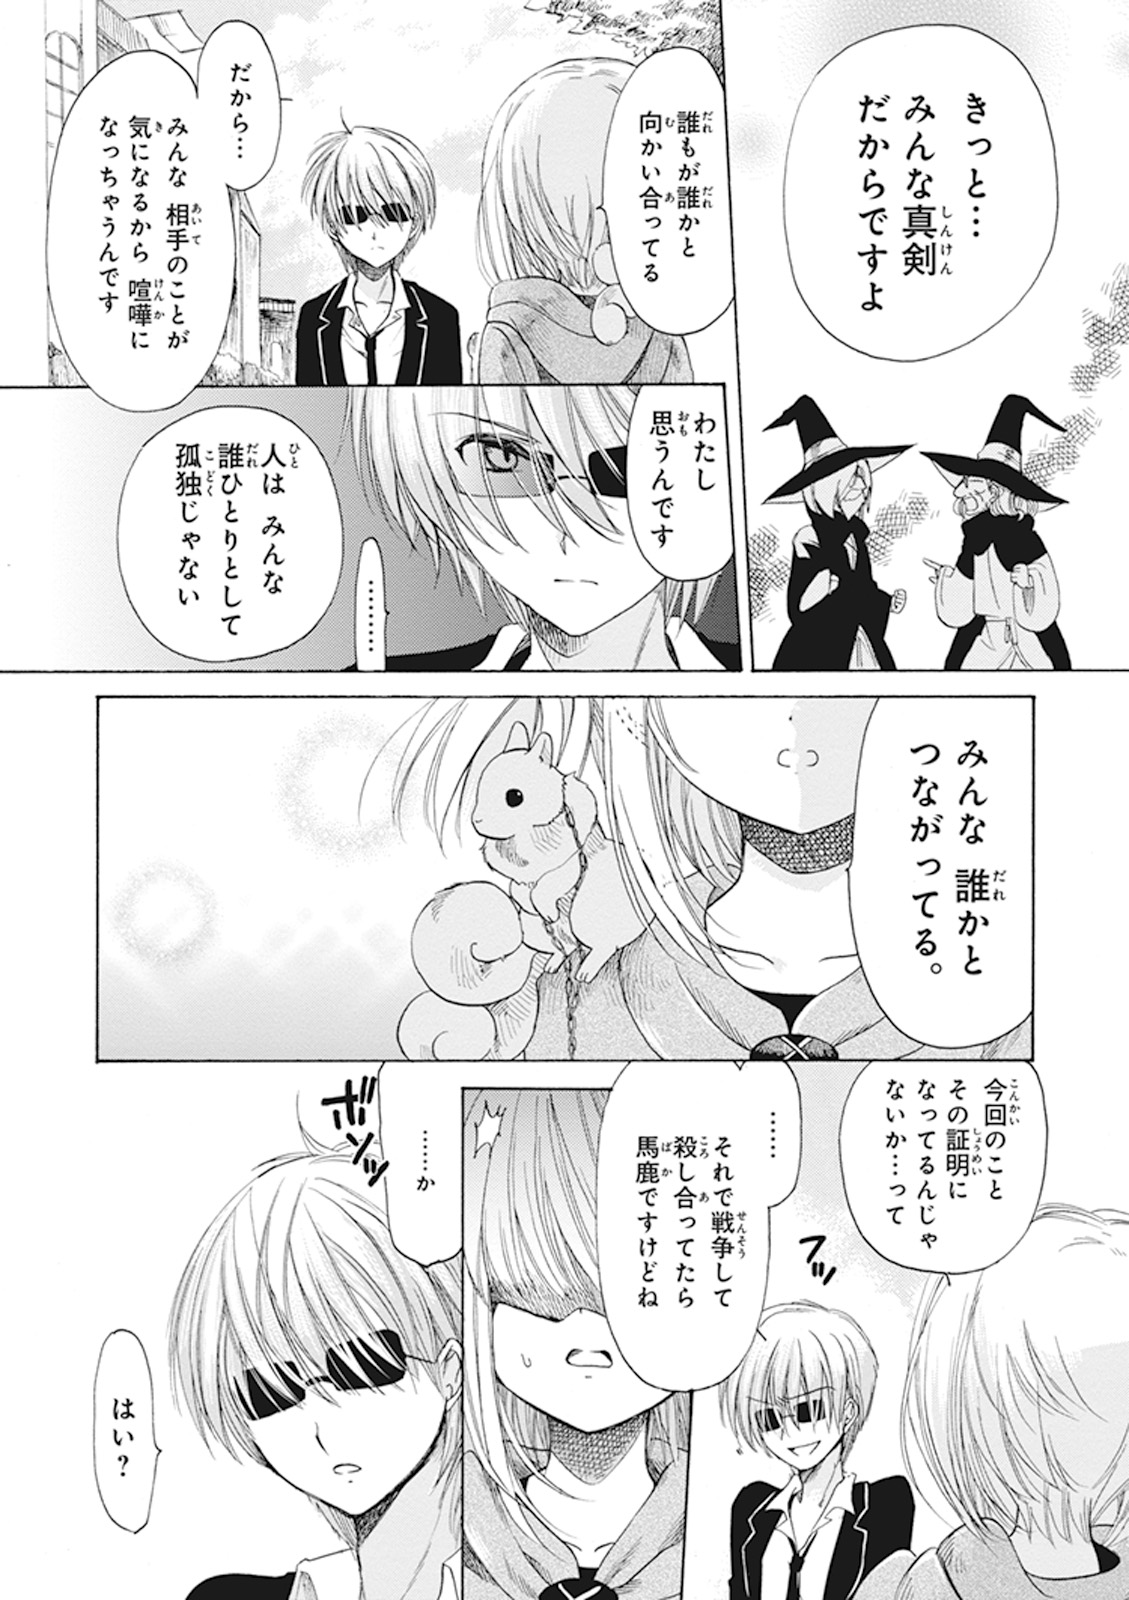 きっと…
みんな真剣
だからですよ
誰もが誰かと
向かい合ってる
だから…
みんな 相手のことが
気になるから 喧嘩に
なっちゃうんです
わたし
思うんです
………
人は みんな
誰ひとりとして
孤独じゃない
みんな 誰かと
つながってる。
今回のこと
その証明に
なってるんじゃ
ないか…って
フッ
……
それで戦争して
殺し合ってたら
馬鹿ですけどね
……か
ボソッ
はい?